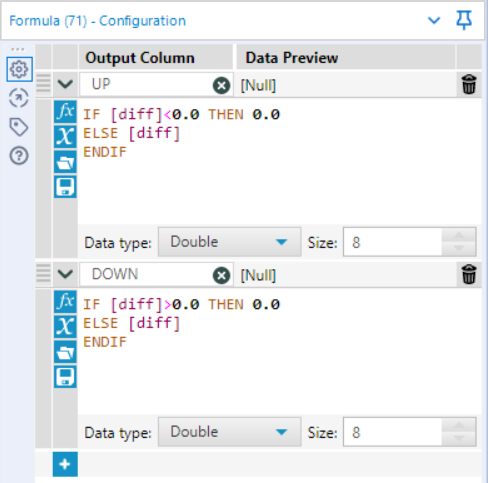 Formula (71) - Configuration
Output Column Data Preview
UP [Null]
IF [diff]<0.0 THEN 0.0
ELSE [diff]
ENDIF
Data type: Double Size: 8
DOWN [Null]
IF [diff]>0.0 THEN 0.0
ELSE [diff]
ENDIF
Data type: Double Size: 8